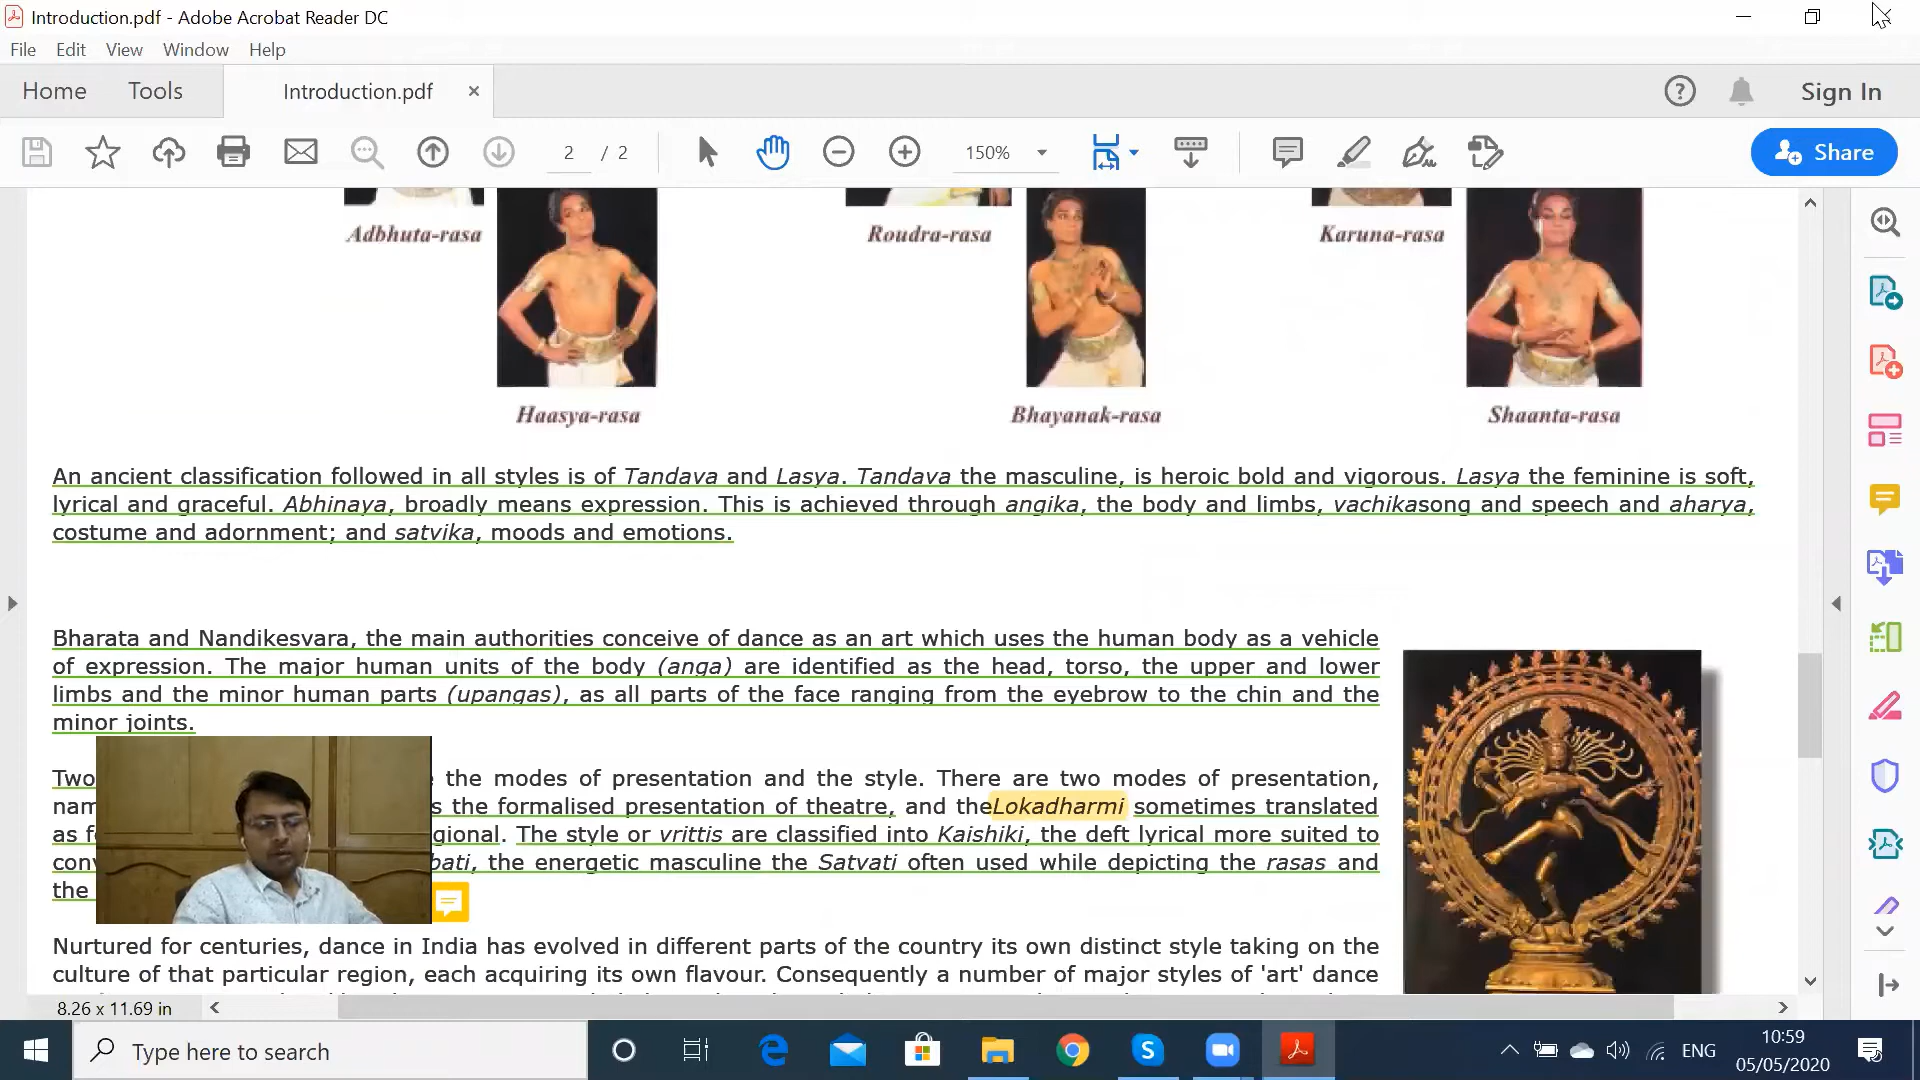 Introduction.pdf - Adobe Acrobat Reader DC
File Edit View Window Help
Home Tools Introduction.pdf × Sign In
2 / 2 150% Share
Adbhuta-rasa Roudra-rasa Karuna-rasa
Haasya-rasa Bhayanak-rasa Shaanta-rasa
An ancient classification followed in all styles is of Tandava and Lasya. Tandava the masculine, is heroic bold and vigorous. Lasya the feminine is soft,
lyrical and graceful. Abhinaya, broadly means expression. This is achieved through angika, the body and limbs, vachikasong and speech and aharya,
costume and adornment; and satvika, moods and emotions.
Bharata and Nandikesvara, the main authorities conceive of dance as an art which uses the human body as a vehicle
of expression. The major human units of the body (anga) are identified as the head, torso, the upper and lower
limbs and the minor human parts (upangas), as all parts of the face ranging from the eyebrow to the chin and the
minor joints.
Two the modes of presentation and the style. There are two modes of presentation,
the formalised presentation of theatre, and theLokadharmi sometimes translated
as The style or vrittis are classified into Kaishiki, the deft lyrical more suited to
the energetic masculine the Satvati often used while depicting the rasas and
the
Nurtured for centuries, dance in India has evolved in different parts of the country its own distinct style taking on the
culture of that particular region, each acquiring its own flavour. Consequently a number of major styles of 'art' dance
8.26 x 11.69 in
Type here to search
ENG
10:59
05/05/2020